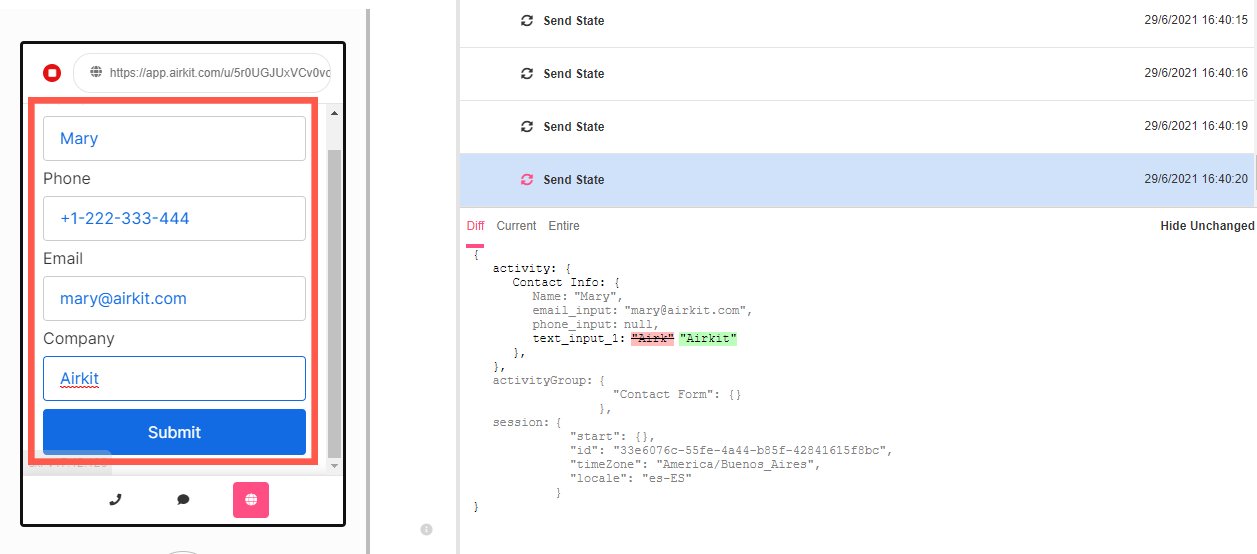 https://app.airkit.com/u/5r0UGJUxVCv0vc
Mary
Phone
+1-222-333-444
Email
mary@airkit.com
Company
Airkit
Submit
Send State 29/6/2021 16:40:15
Send State 29/6/2021 16:40:16
Send State 29/6/2021 16:40:19
Send State 29/6/2021 16:40:20
Diff Current Entire Hide Unchanged
{
activity: {
Contact Info: {
Name: "Mary",
email_input: "mary@airkit.com",
phone_input: null,
text_input_1: "Airk" "Airkit"
},
},
activityGroup: {
"Contact Form": {}
},
session: {
"start": {},
"id": "33e6076c-55fe-4a44-b85f-42841615f8bc",
"timeZone": "America/Buenos_Aires",
"locale": "es-ES"
}
}